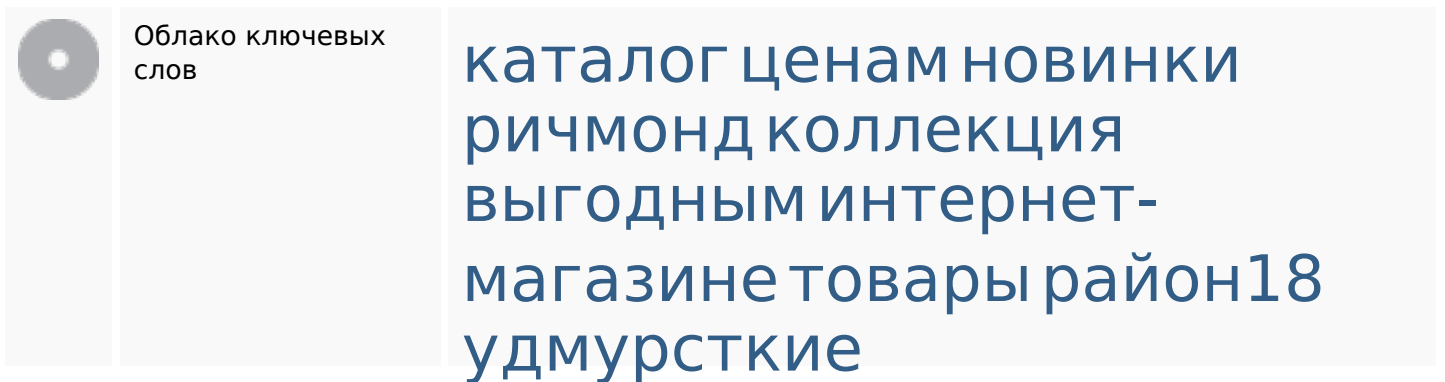 Облако ключевых
слов
каталог ценам новинки
ричмонд коллекция
выгодным интернет-
магазине товары район18
удмурсткие